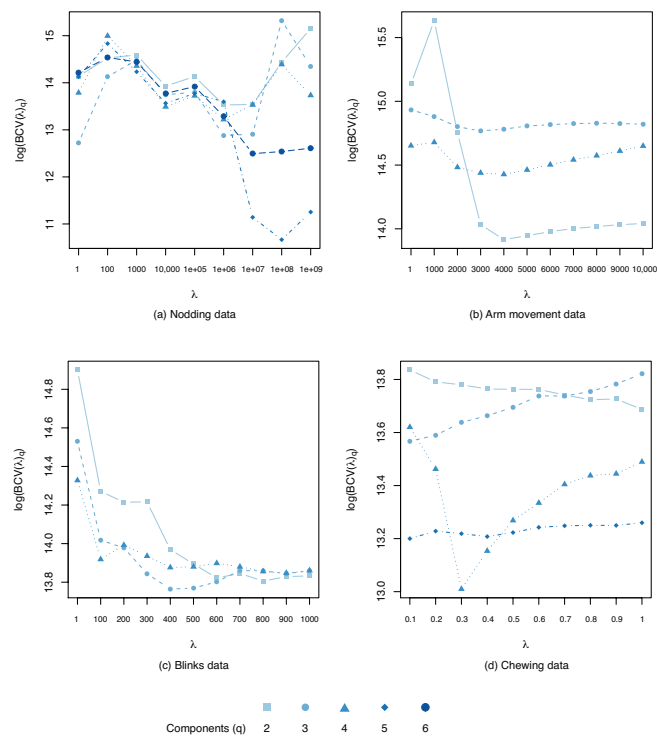 15
14
13
12
11
log(BCV(λ)q)
1 100 1000 10,000 1e+05 1e+06 1e+07 1e+08 1e+09
λ
(a) Nodding data
15.5
15.0
14.5
14.0
log(BCV(λ)q)
1 1000 2000 3000 4000 5000 6000 7000 8000 9000 10,000
λ
(b) Arm movement data
14.8
14.6
14.4
14.2
14.0
13.8
log(BCV(λ)q)
1 100 200 300 400 500 600 700 800 900 1000
λ
(c) Blinks data
13.8
13.6
13.4
13.2
13.0
log(BCV(λ)q)
0.1 0.2 0.3 0.4 0.5 0.6 0.7 0.8 0.9 1
λ
(d) Chewing data
Components (q) 2 3 4 5 6